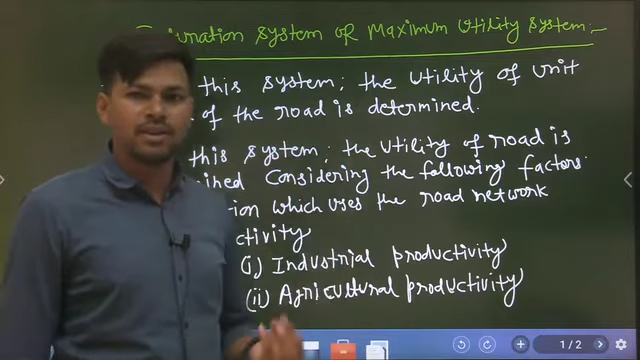 System or Maximum Utility System:-
this system; the utility of unit
of the road is determined.
this system; the utility of road is
ined Considering the following factors.
ion which uses the road network
ctivity
(i) Industrial productivity
(ii) Agricultural productivity
1 / 2